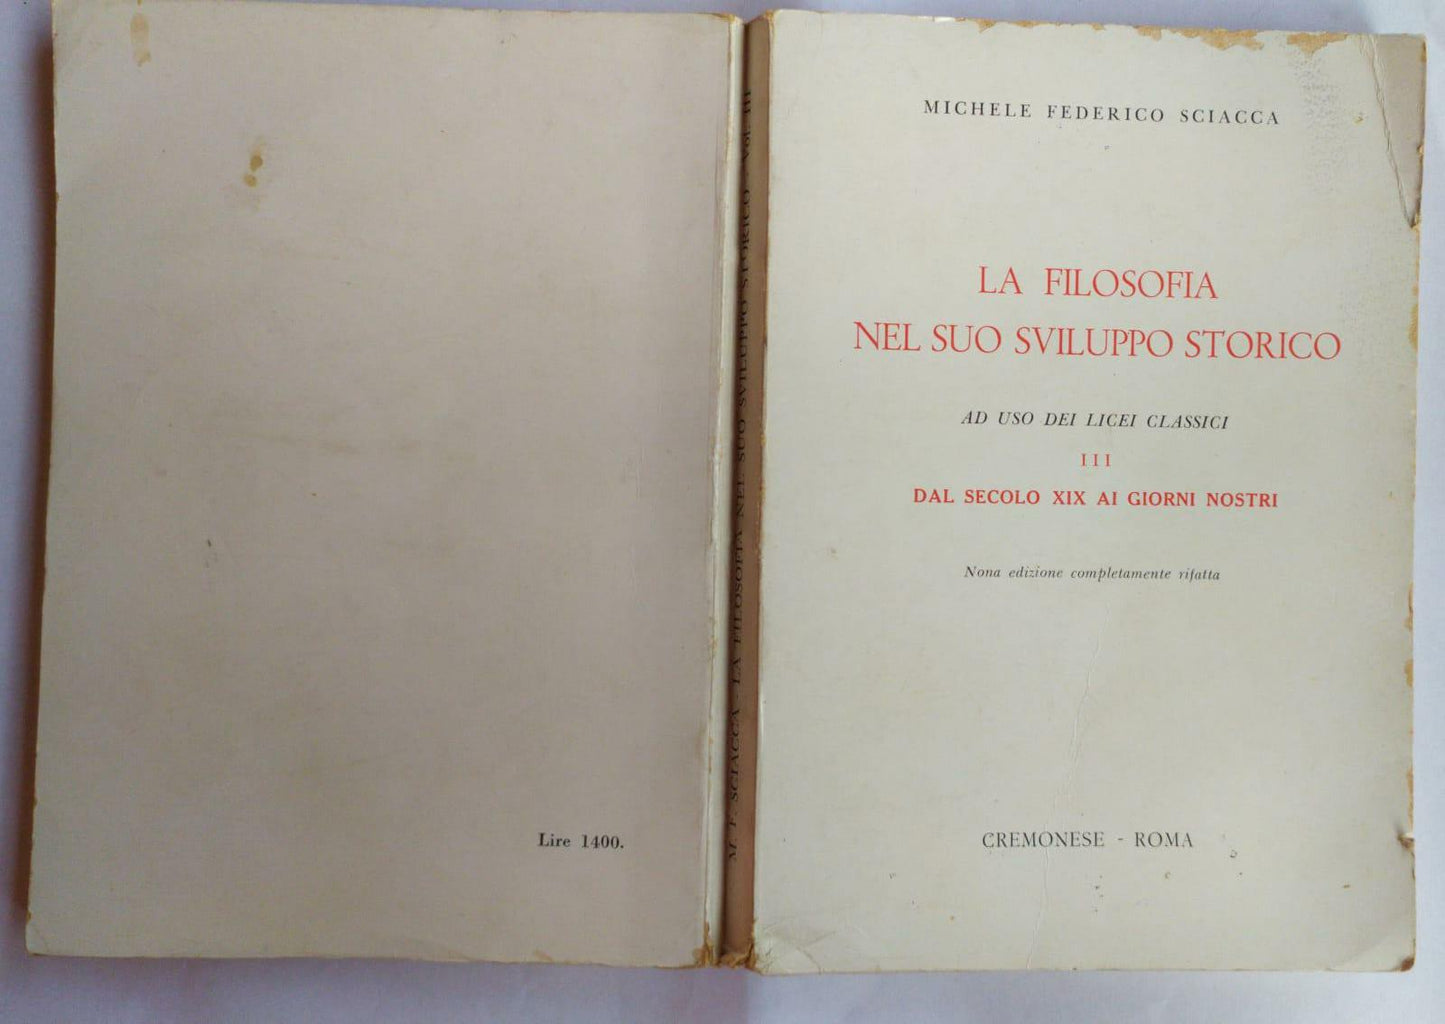 Lire 1400.
M. F. SCIACCA - LA FILOSOFIA NEL SUO SVILUPPO STORICO - Vol. III
MICHELE FEDERICO SCIACCA
LA FILOSOFIA
NEL SUO SVILUPPO STORICO
AD USO DEI LICEI CLASSICI
III
DAL SECOLO XIX AI GIORNI NOSTRI
Nona edizione completamente rifatta
CREMONESE - ROMA